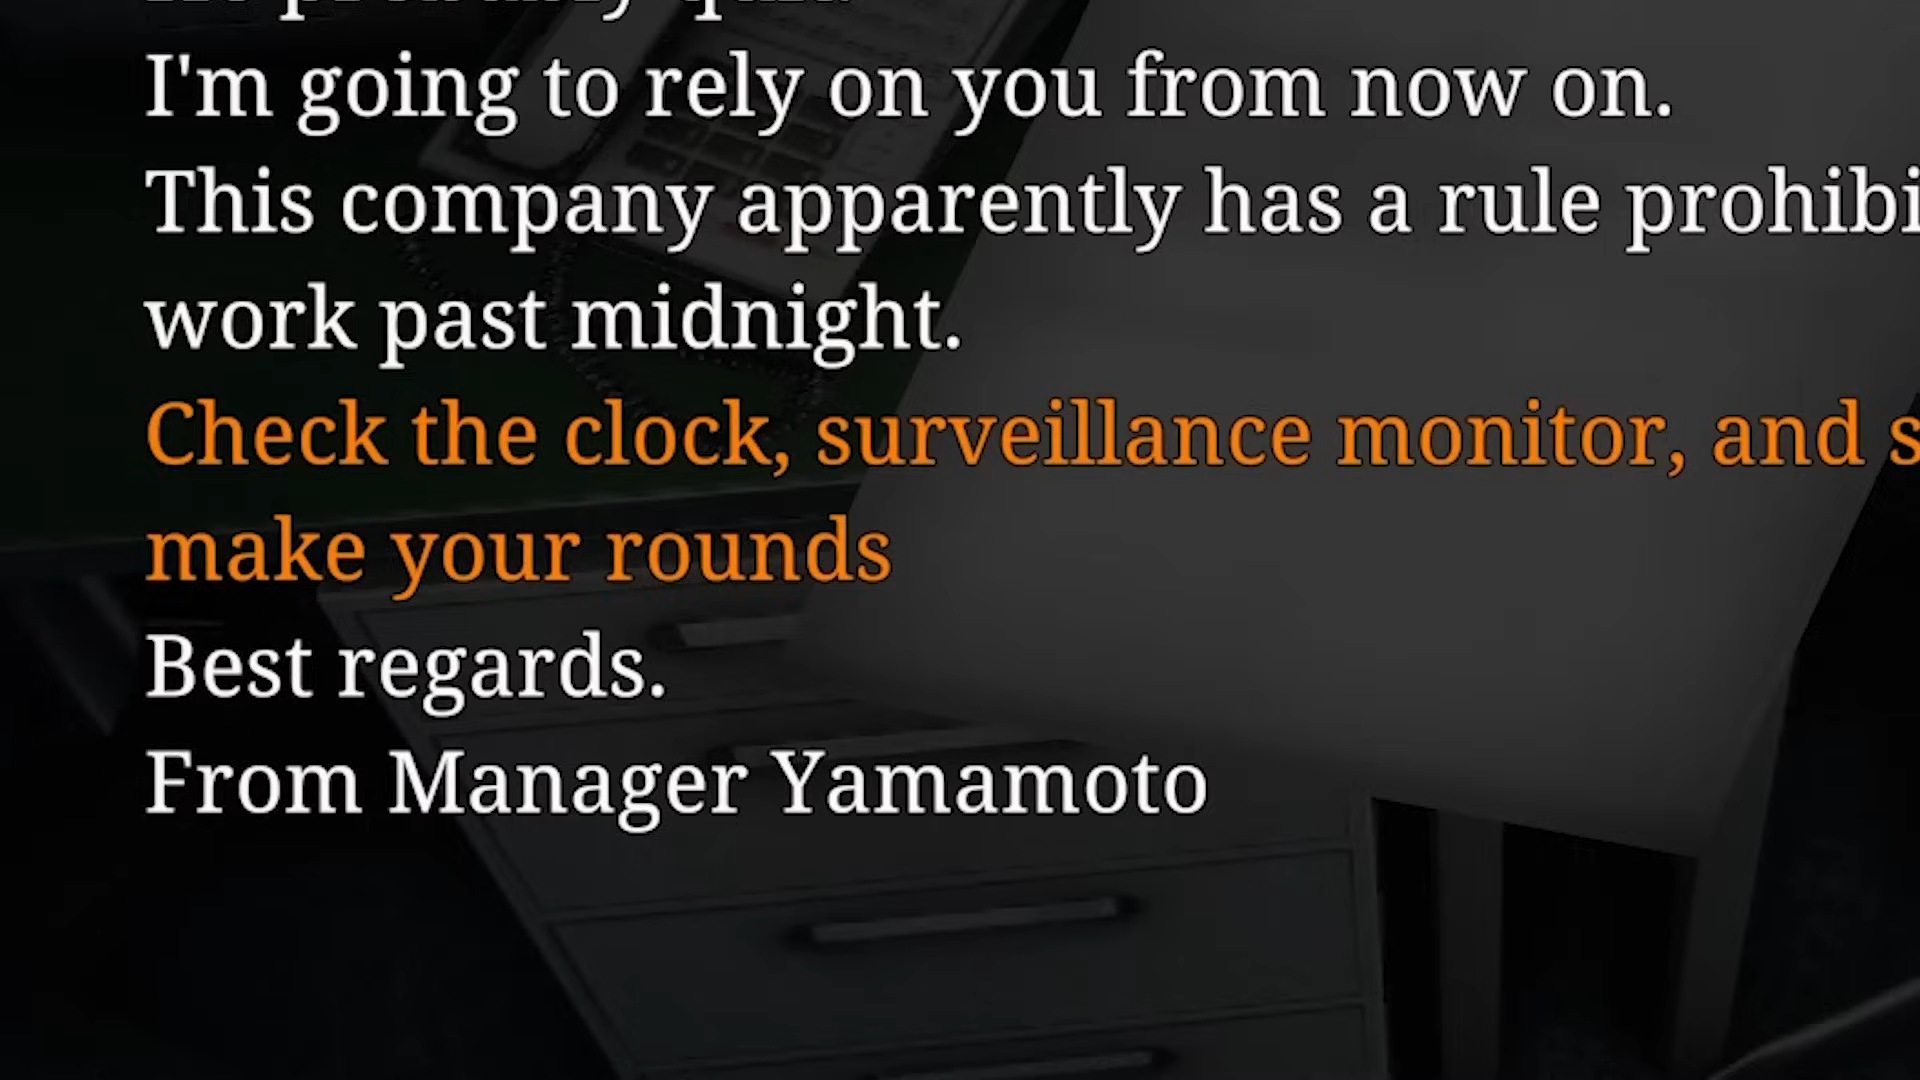 I'm going to rely on you from now on.
This company apparently has a rule
work past midnight.
Check the clock, surveillance monitor, and
make your rounds
Best regards.
From Manager Yamamoto